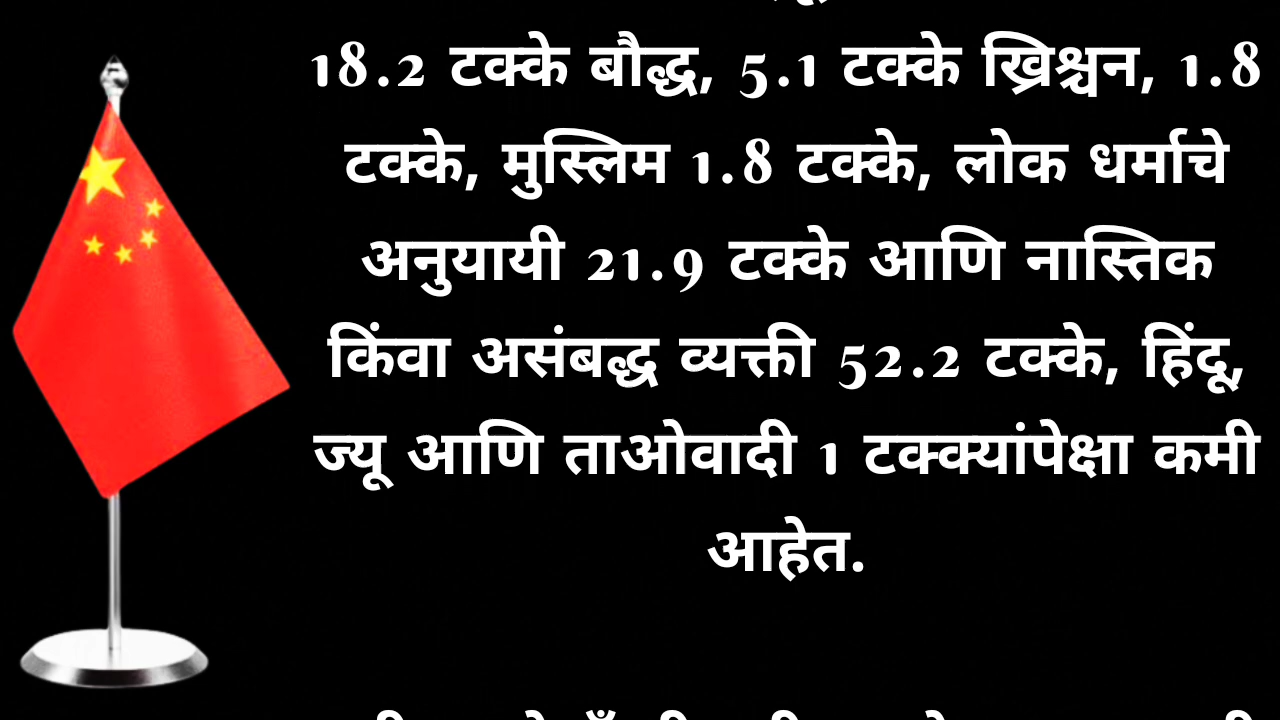 18.2 टक्के बौद्ध, 5.1 टक्के ख्रिश्चन, 1.8
टक्के, मुस्लिम 1.8 टक्के, लोक धर्माचे
अनुयायी 21.9 टक्के आणि नास्तिक
किंवा असंबद्ध व्यक्ती 52.2 टक्के, हिंदू,
ज्यू आणि ताओवादी 1 टक्क्यांपेक्षा कमी
आहेत.